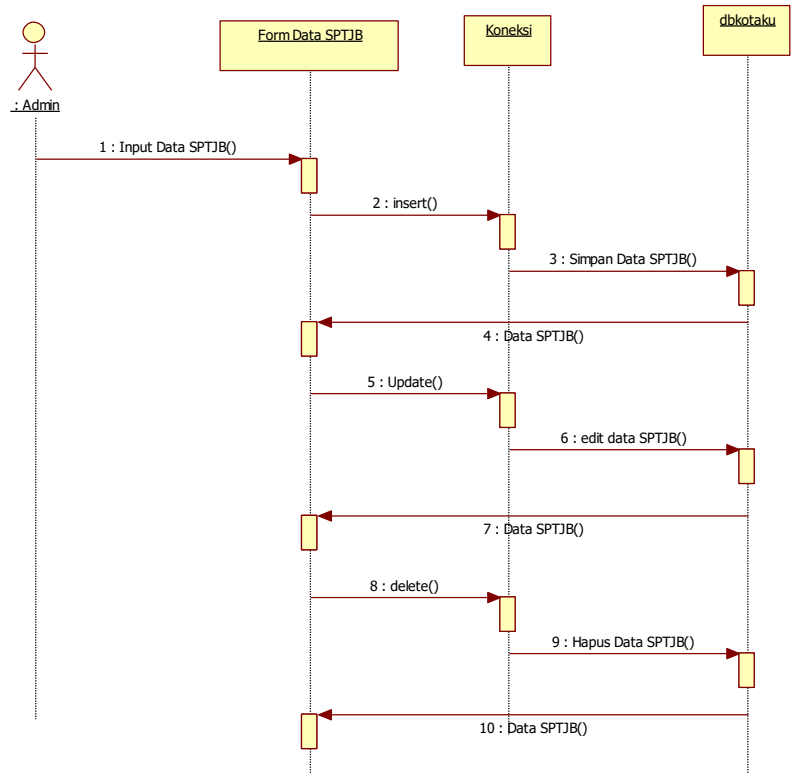 dbkotaku
Koneksi
Form Data SPTJB
: Admin
1 : Input Data SPTJB()
2 : insert()
3 : Simpan Data SPTJB()
4 : Data SPTJB()
5 : Update()
6 : edit data SPTJB()
7 : Data SPTJB()
8 : delete()
9 : Hapus Data SPTJB()
10 : Data SPTJB()